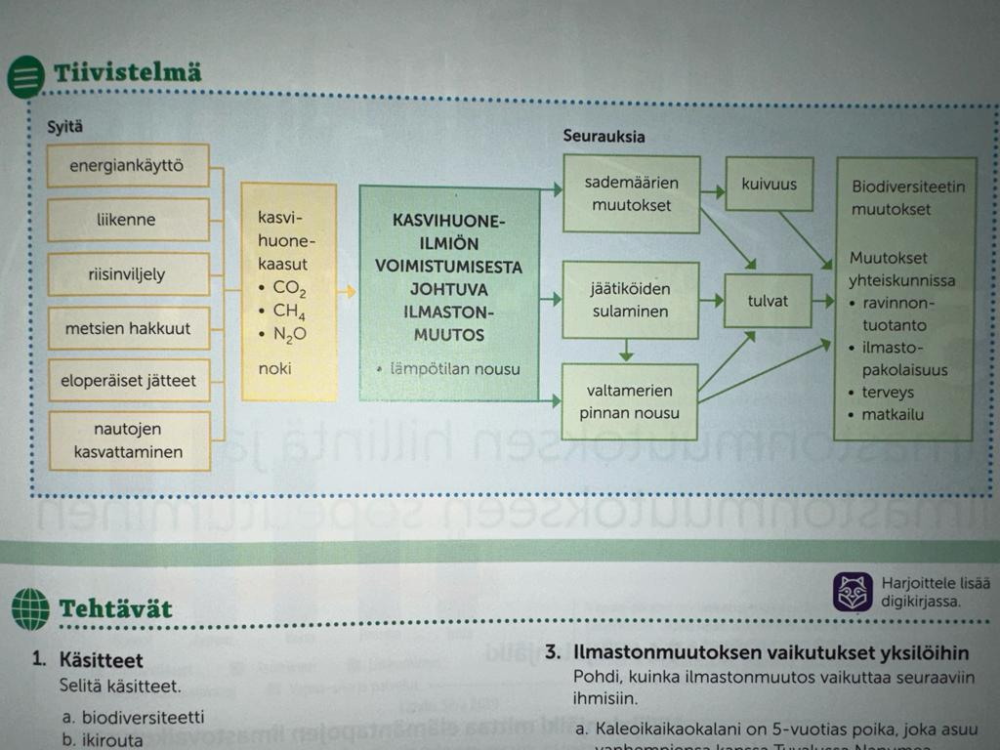 Tiivistelmä
Syitä
energiankäyttö
liikenne
riisinviljely
metsien hakkuut
eloperäiset jätteet
nautojen
kasvattaminen
kasvi-
huone-
kaasut
• CO₂
• CH₄
• N₂O
noki
KASVIHUONE-
ILMIÖN
VOIMISTUMISESTA
JOHTUVA
ILMASTON-
MUUTOS
• lämpötilan nousu
Seurauksia
sademäärien
muutokset
jäätiköiden
sulaminen
valtamerien
pinnan nousu
kuivuus
tulvat
Biodiversiteetin
muutokset
Muutokset
yhteiskunnissa
• ravinnon-
tuotanto
• ilmasto-
pakolaisuus
• terveys
• matkailu
Harjoittele lisää
digikirjassa.
Tehtävät
1. Käsitteet
Selitä käsitteet.
a. biodiversiteetti
b. ikirouta
3. Ilmastonmuutoksen vaikutukset yksilöihin
Pohdi, kuinka ilmastonmuutos vaikuttaa seuraaviin
ihmisiin.
a. Kaleoikaikaokalani on 5-vuotias poika, joka asuu